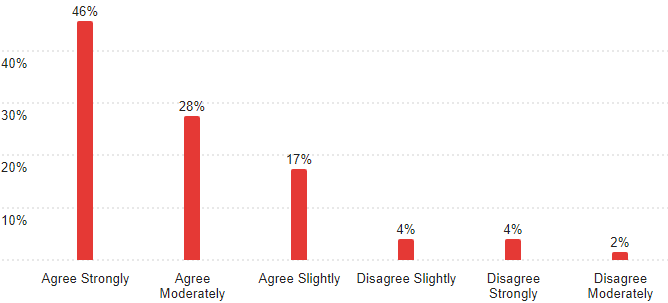 46%
40%
28%
30%
17%
20%
10%
4%
4%
2%
Agree Strongly
Agree
Moderately
Agree Slightly
Disagree Slightly
Disagree
Strongly
Disagree
Moderately